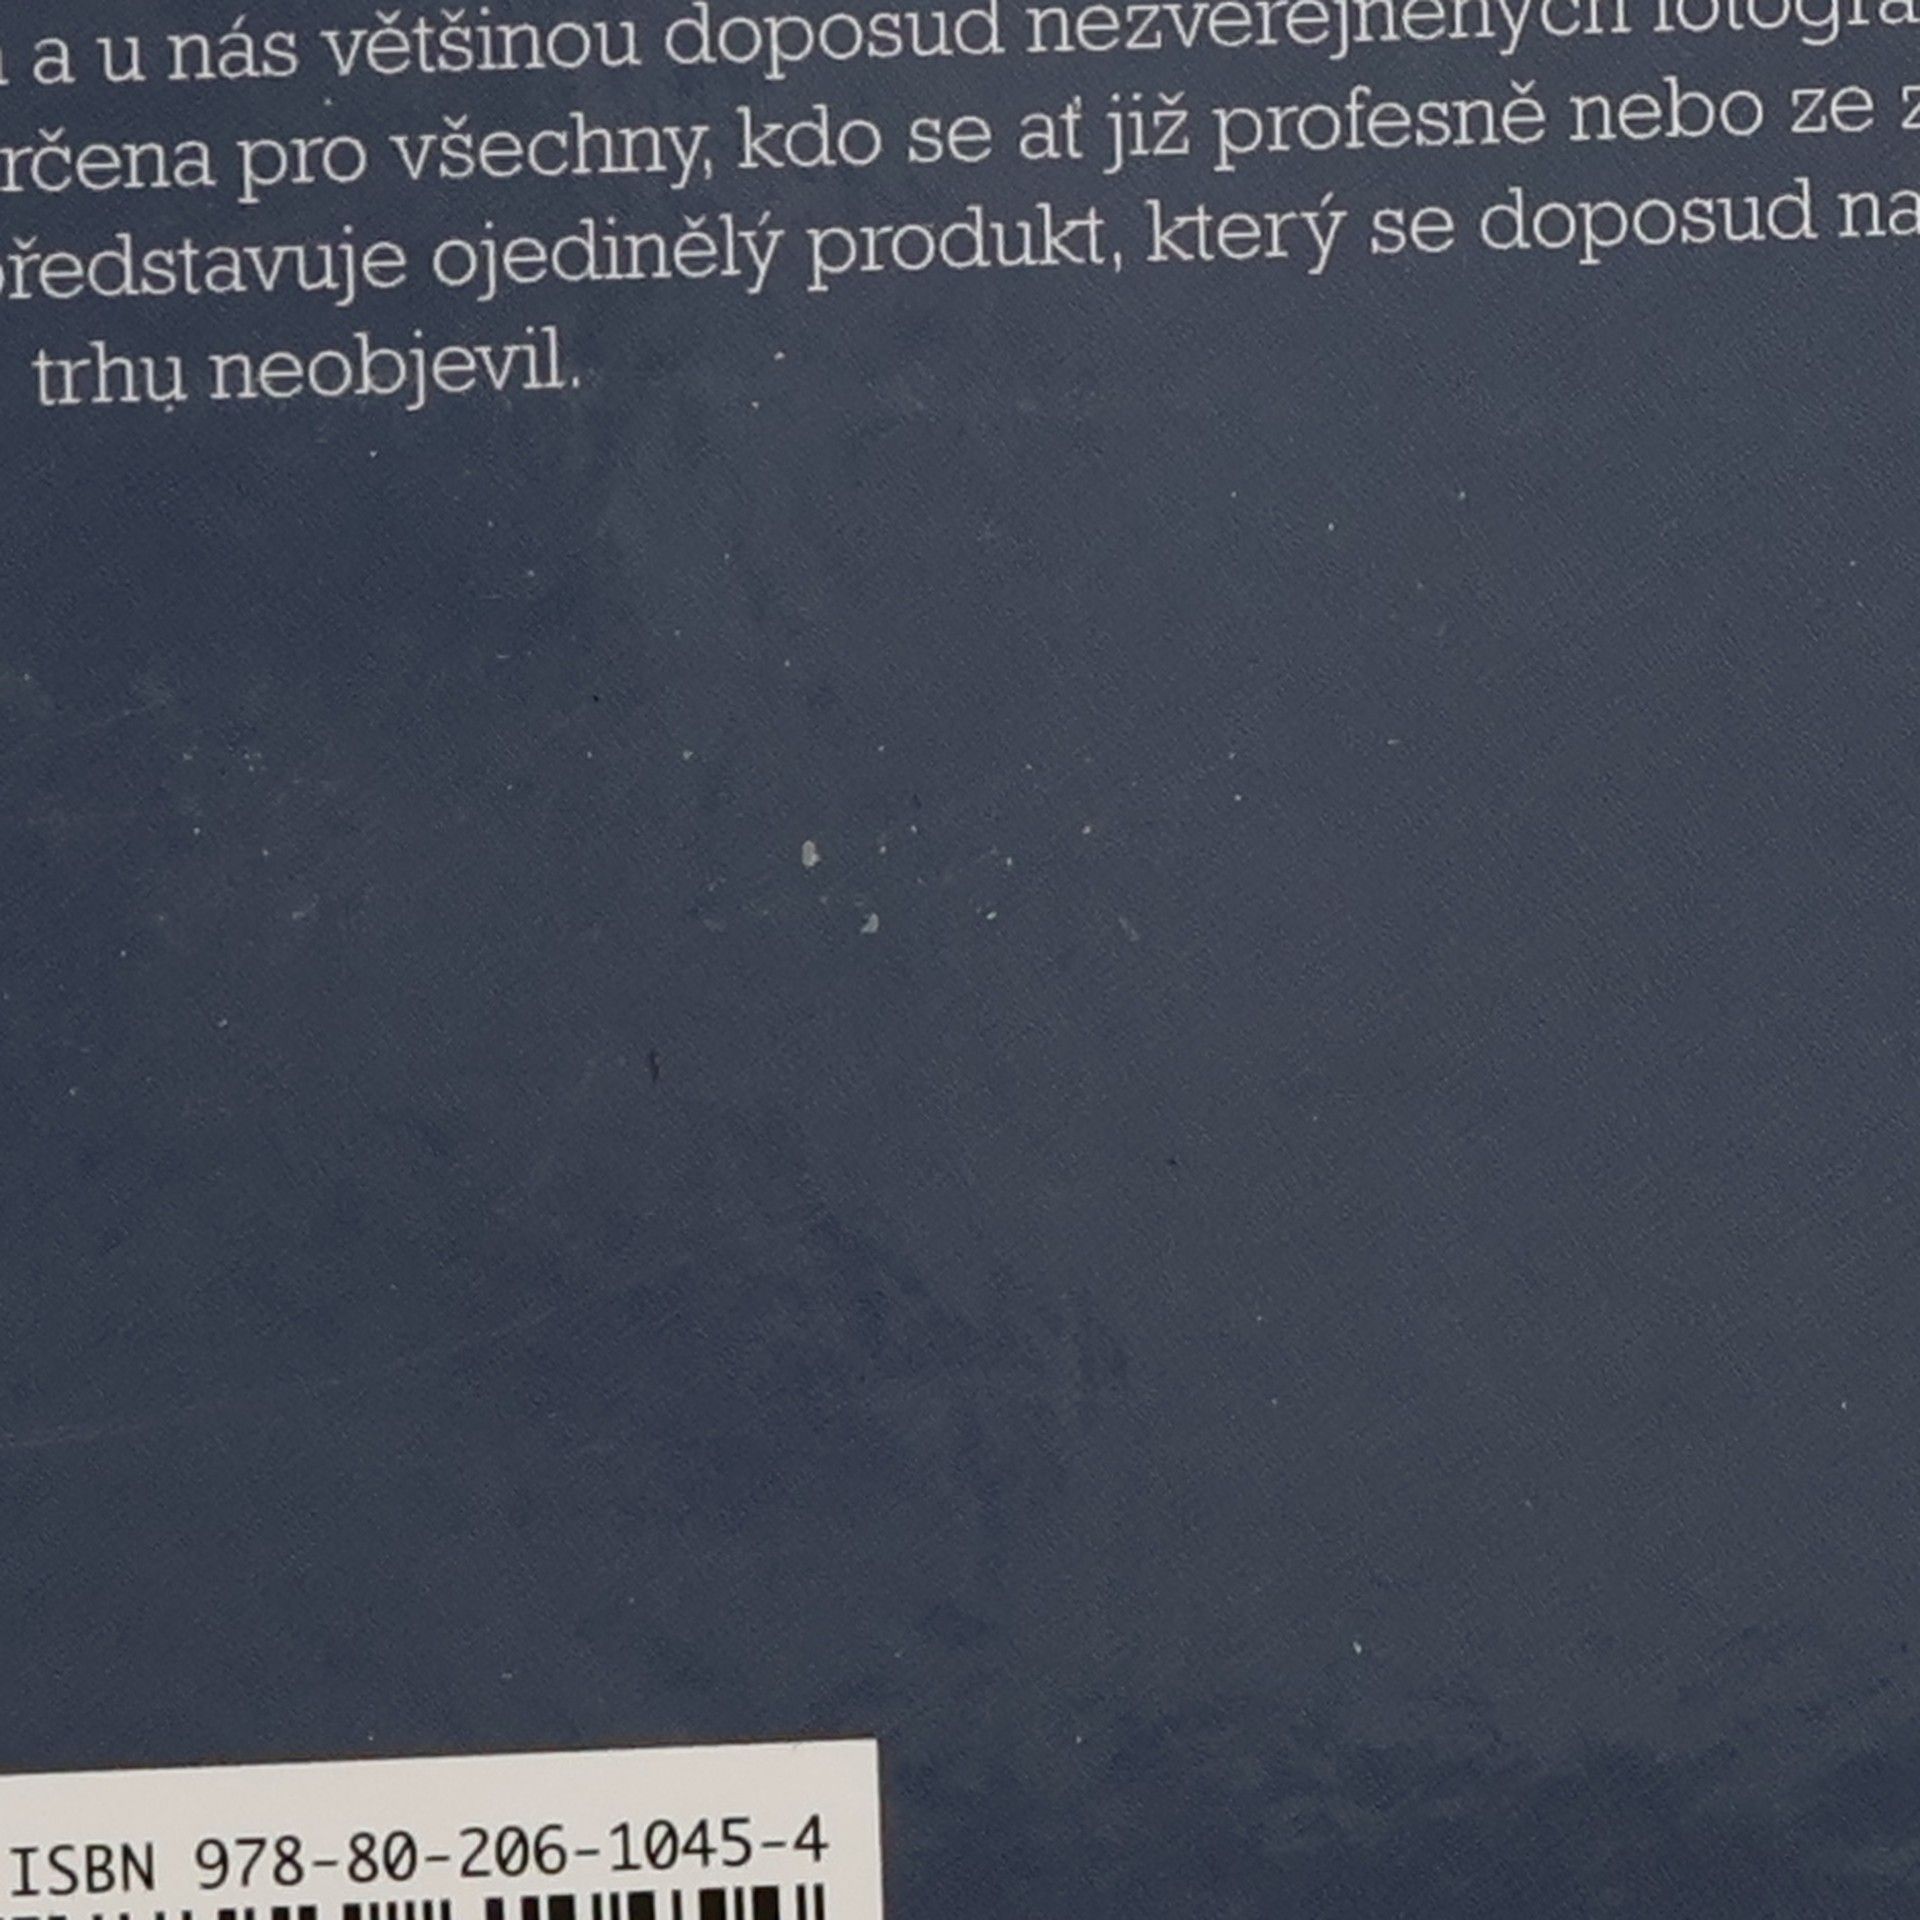 a u nás většinou doposud nezveřejněných
pro všechny, kdo se ať již profesně nebo ze
představuje ojedinělý produkt, který se doposud na
trhu neobjevil.
ISBN 978-80-206-1045-4